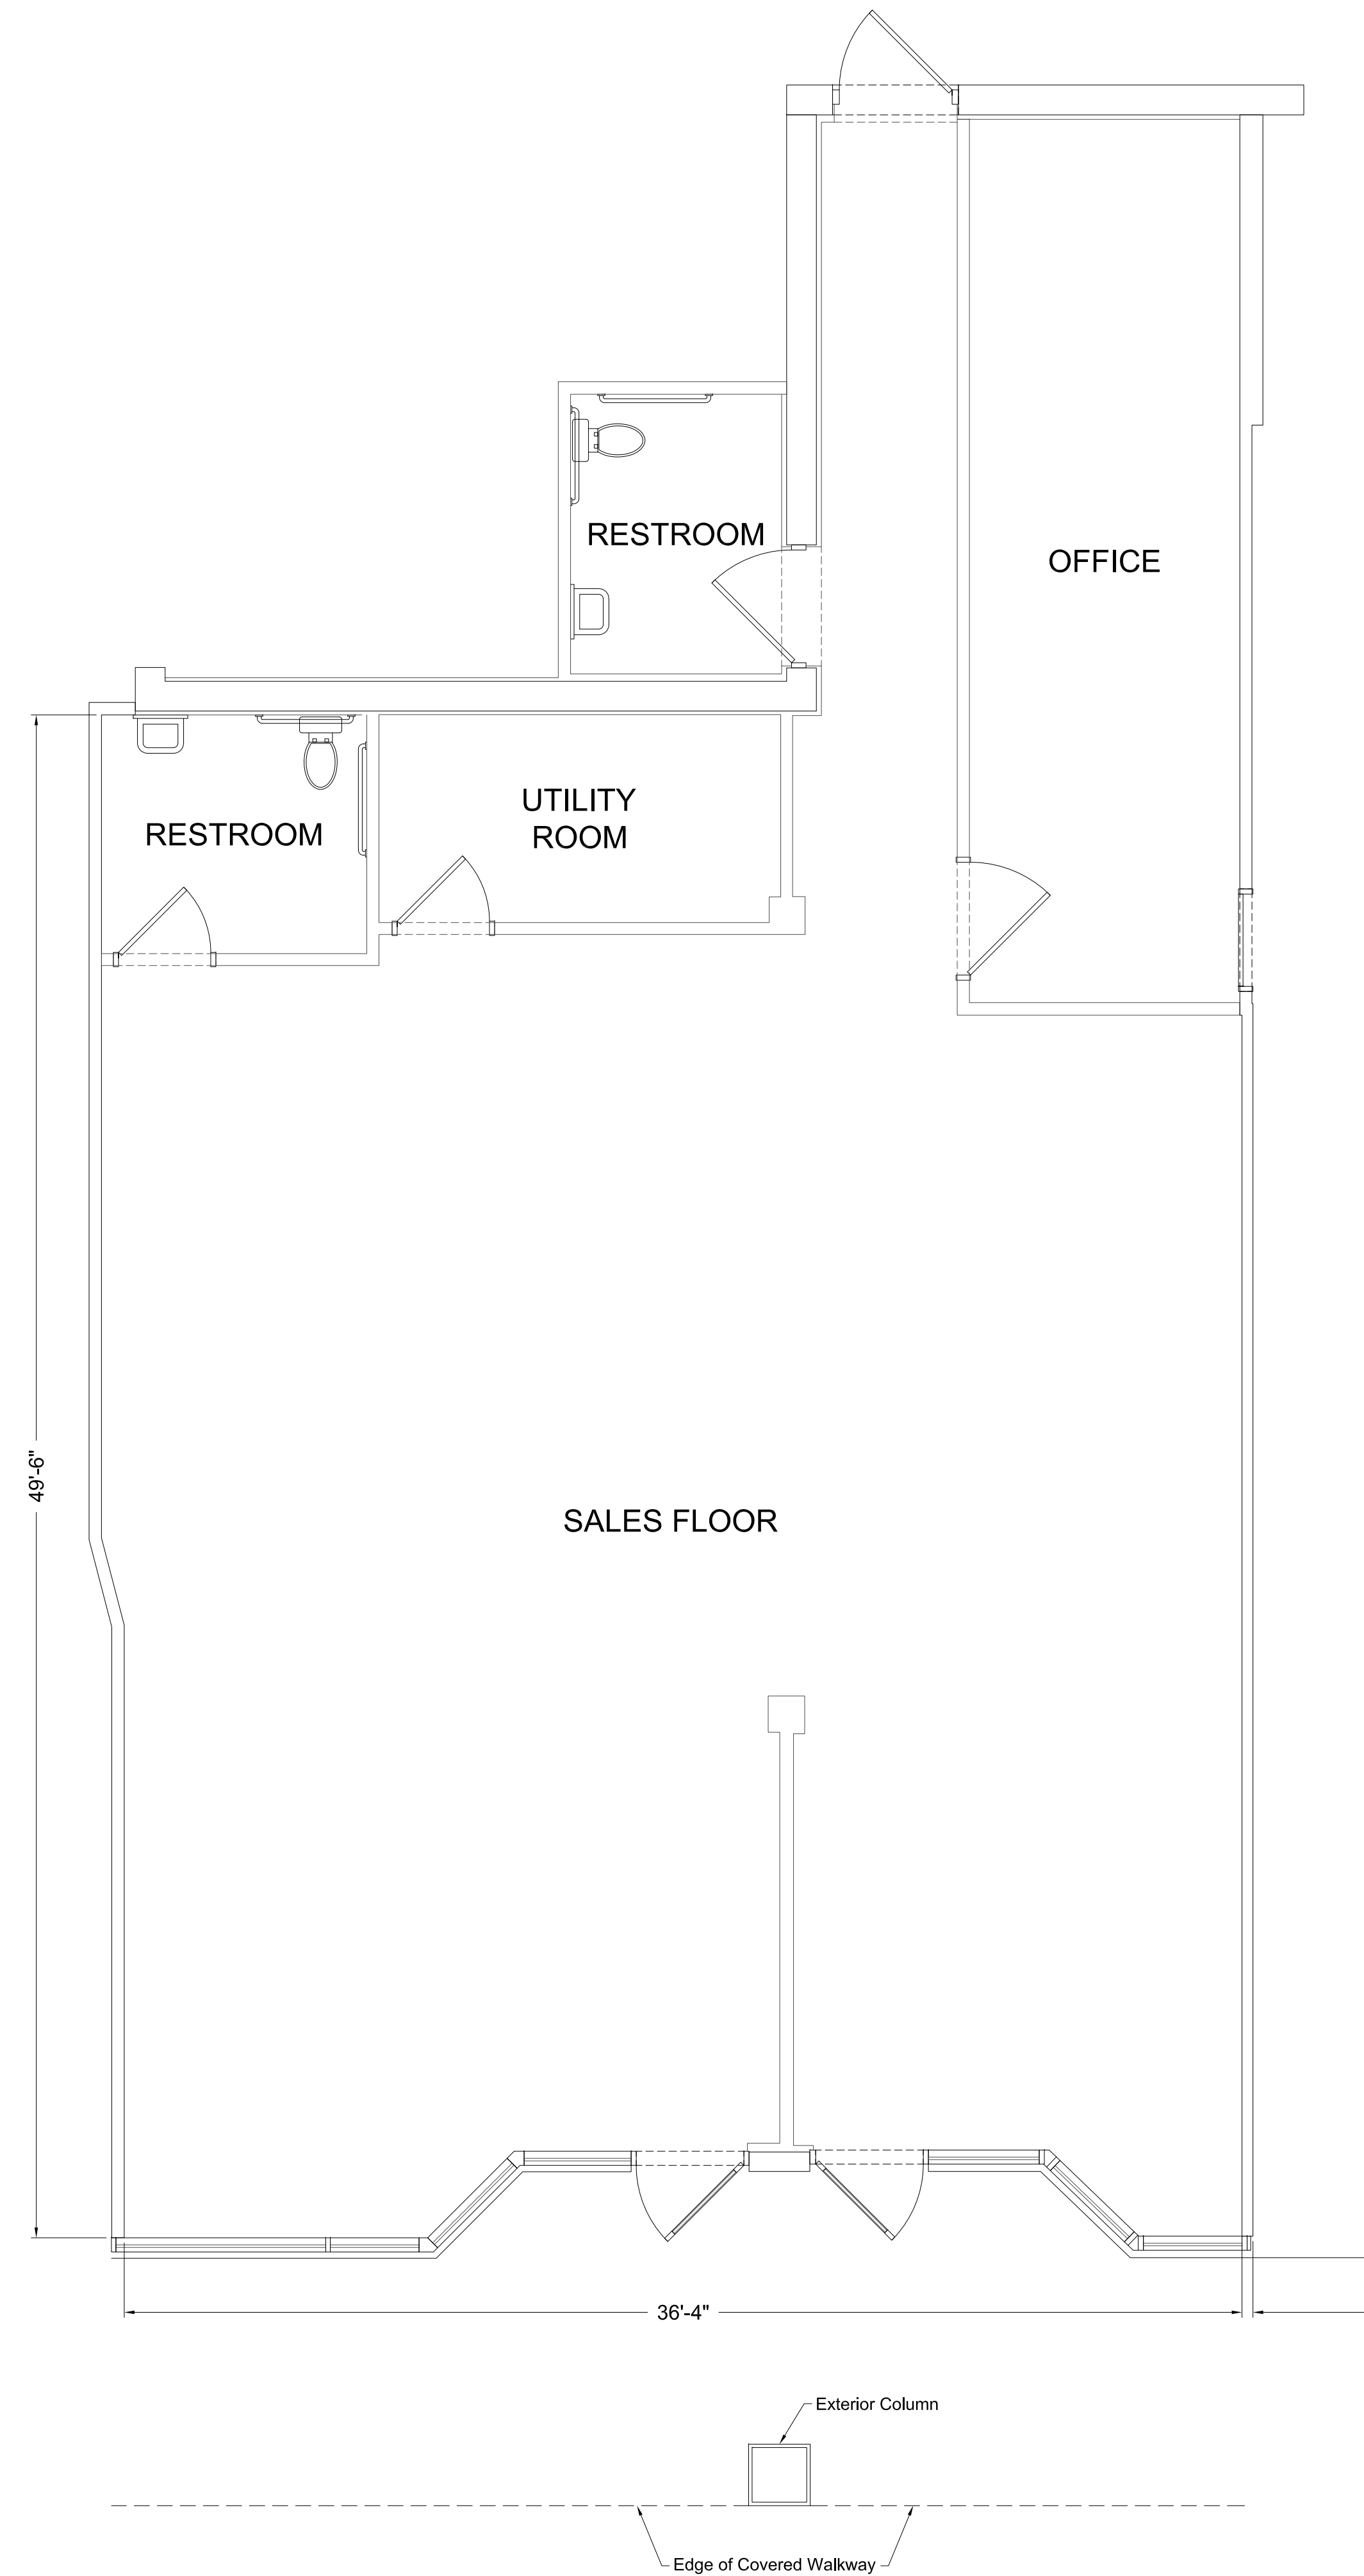 RESTROOM
OFFICE
RESTROOM
UTILITY
ROOM
49'-6"
SALES FLOOR
36'-4"
Exterior Column
Edge of Covered Walkway